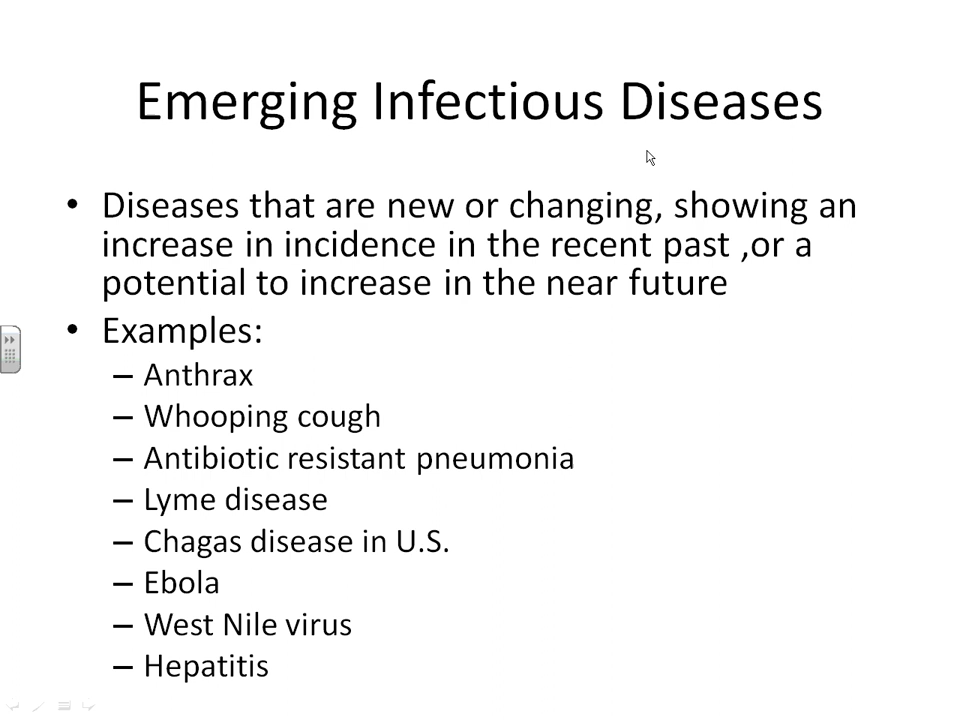 Emerging Infectious Diseases
• Diseases that are new or changing, showing an
increase in incidence in the recent past ,or a
potential to increase in the near future
• Examples:
– Anthrax
– Whooping cough
– Antibiotic resistant pneumonia
– Lyme disease
– Chagas disease in U.S.
– Ebola
– West Nile virus
– Hepatitis